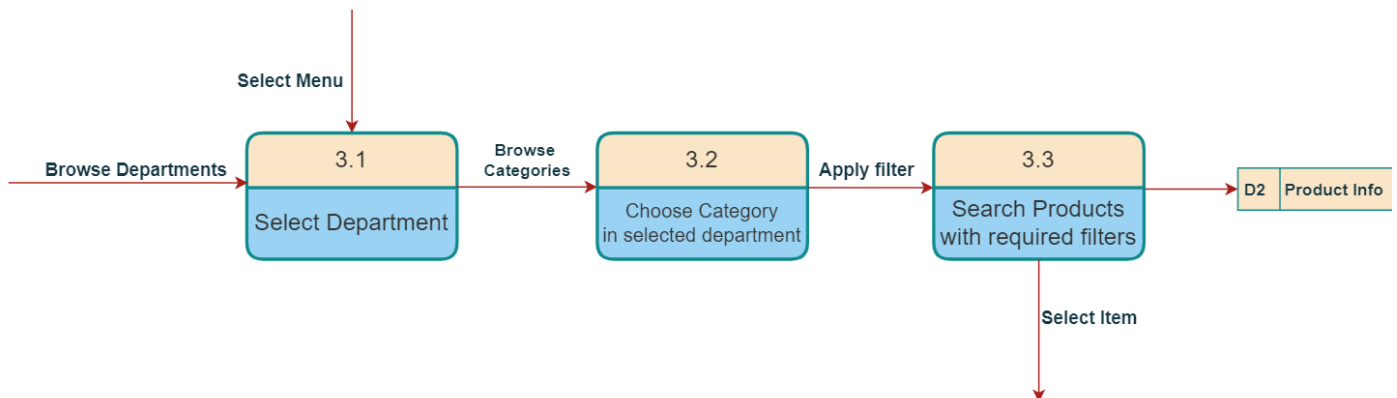 Select Menu
Browse Departments
3.1
Select Department
Browse
Categories
3.2
Choose Category
in selected department
Apply filter
3.3
Search Products
with required filters
D2
Product Info
Select Item